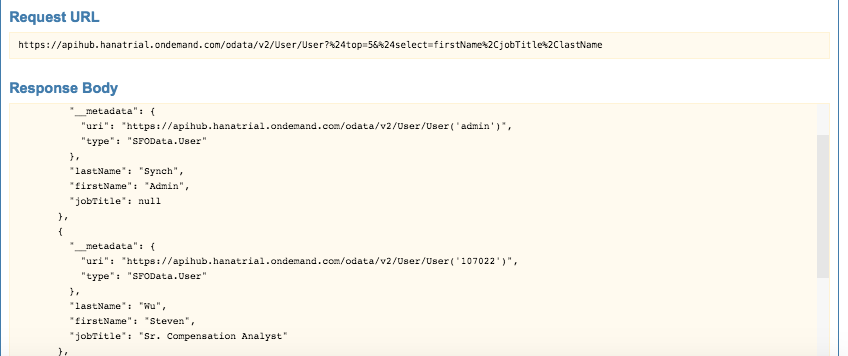 Request URL
https://apihub.hanatrial.ondemand.com/odata/v2/User/User?%24top=5&%24select=firstName%2CjobTitle%2ClastName
Response Body
"__metadata": {
"uri": "https://apihub.hanatrial.ondemand.com/odata/v2/User/User('admin')",
"type": "SFOData.User"
},
"lastName": "Synch",
"firstName": "Admin",
"jobTitle": null
},
{
"__metadata": {
"uri": "https://apihub.hanatrial.ondemand.com/odata/v2/User/User('107022')",
"type": "SFOData.User"
},
"lastName": "Wu",
"firstName": "Steven",
"jobTitle": "Sr. Compensation Analyst"
},